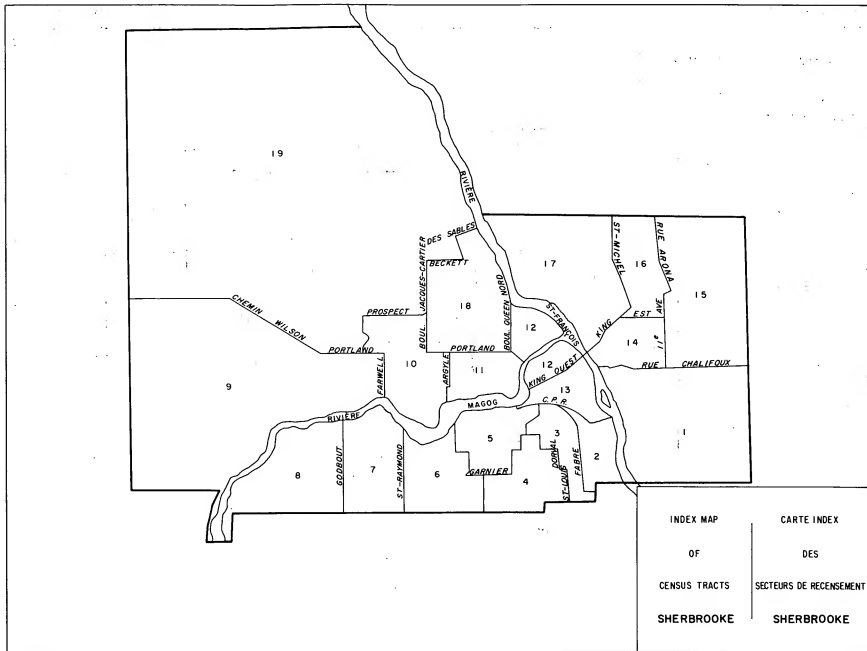 19
RIVIÈRE
DES SABLES
BECKETT
BOUL. JACQUES-CARTIER
17
ST-MICHEL
16
RUE ARONA
15
CHEMIN WILSON
PROSPECT
18
BOUL. QUEEN NORD
ST-FRANÇOIS
12
KING EST
11e AVE
14
PORTLAND
10
FARWELL
ARGYLE
PORTLAND
11
12
KING OUEST
RUE CHALIFOUX
9
13
RIVIÈRE MAGOG
C.P.R.
1
8
GODBOUT
7
ST-RAYMOND
6
5
GARNIER
4
3
DORVAL
ST-LOUIS
FABRE
2
INDEX MAP
OF
CENSUS TRACTS
SHERBROOKE
CARTE INDEX
DES
SECTEURS DE RECENSEMENT
SHERBROOKE